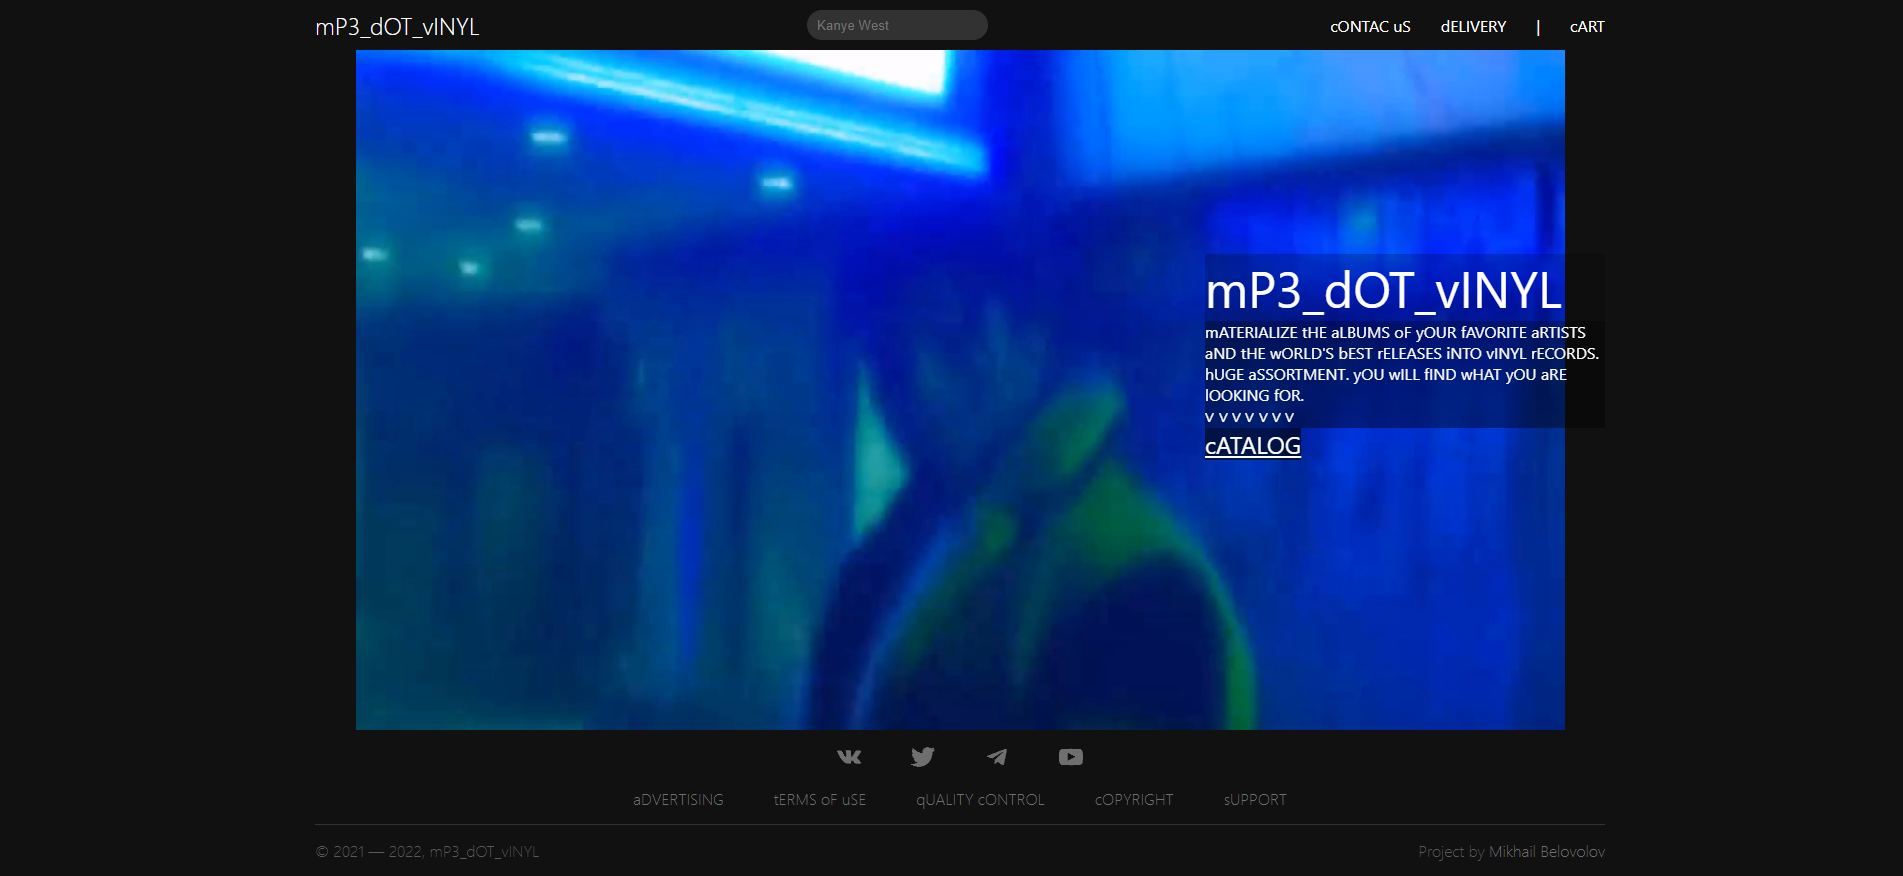 mP3_dOT_vINYL
Kanye West
cONTAC uS dELIVERY | cART
mP3_dOT_vINYL
mATERIALIZE tHE aLBUMS oF yOUR fAVORITE aRTISTS
aND tHE wORLD'S bEST rELEASES iNTO vINYL rECORDS.
hUGE aSSORTMENT. yOU wILL fIND wHAT yOU aRE
lOOKING fOR.
v v v v v v v
cATALOG
aDVERTISING tERMS oF uSE qUALITY cONTROL cOPYRIGHT sUPPORT
© 2021 — 2022, mP3_dOT_vINYL
Project by Mikhail Belovolov